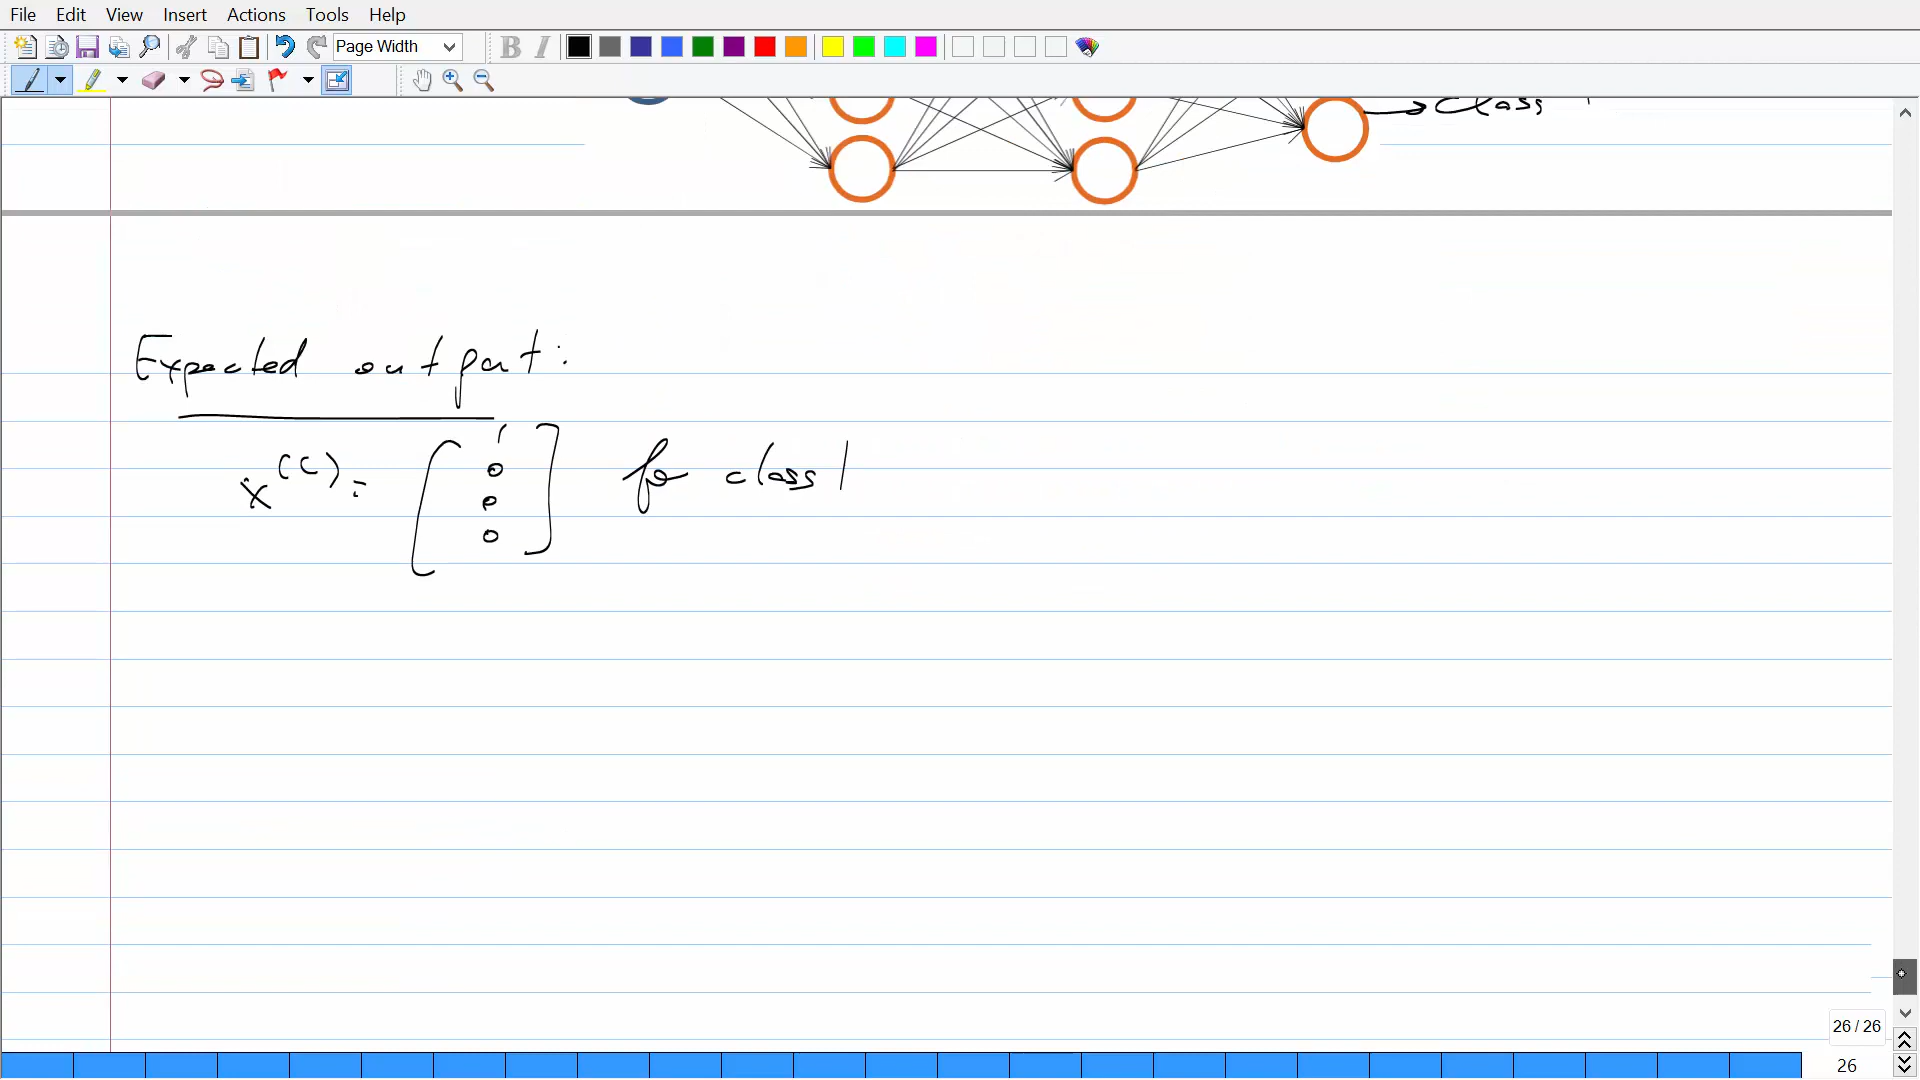 File Edit View Insert Actions Tools Help
Page Width
B I
Class
Expected output:
x^(L) = [1 0 0 0] for class 1
26 / 26
26